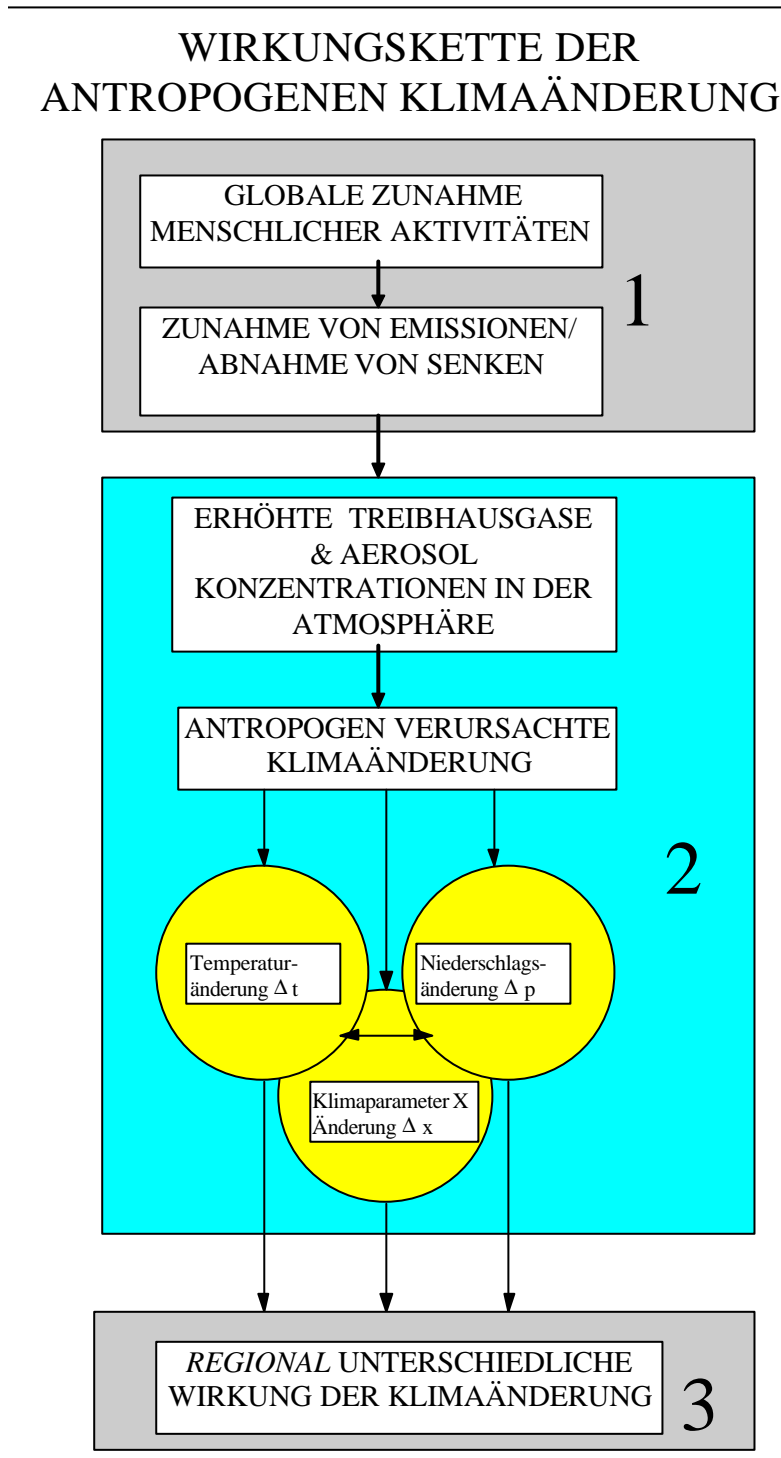 WIRKUNGSKETTE DER
ANTROPOGENEN KLIMAÄNDERUNG
GLOBALE ZUNAHME
MENSCHLICHER AKTIVITÄTEN
1
ZUNAHME VON EMISSIONEN/
ABNAHME VON SENKEN
ERHÖHTE TREIBHAUSGASE
& AEROSOL
KONZENTRATIONEN IN DER
ATMOSPHÄRE
ANTROPOGEN VERURSACHTE
KLIMAÄNDERUNG
2
Temperatur-
änderung Δ t
Niederschlags-
änderung Δ p
Klimaparameter X
Änderung Δ x
REGIONAL UNTERSCHIEDLICHE
WIRKUNG DER KLIMAÄNDERUNG
3